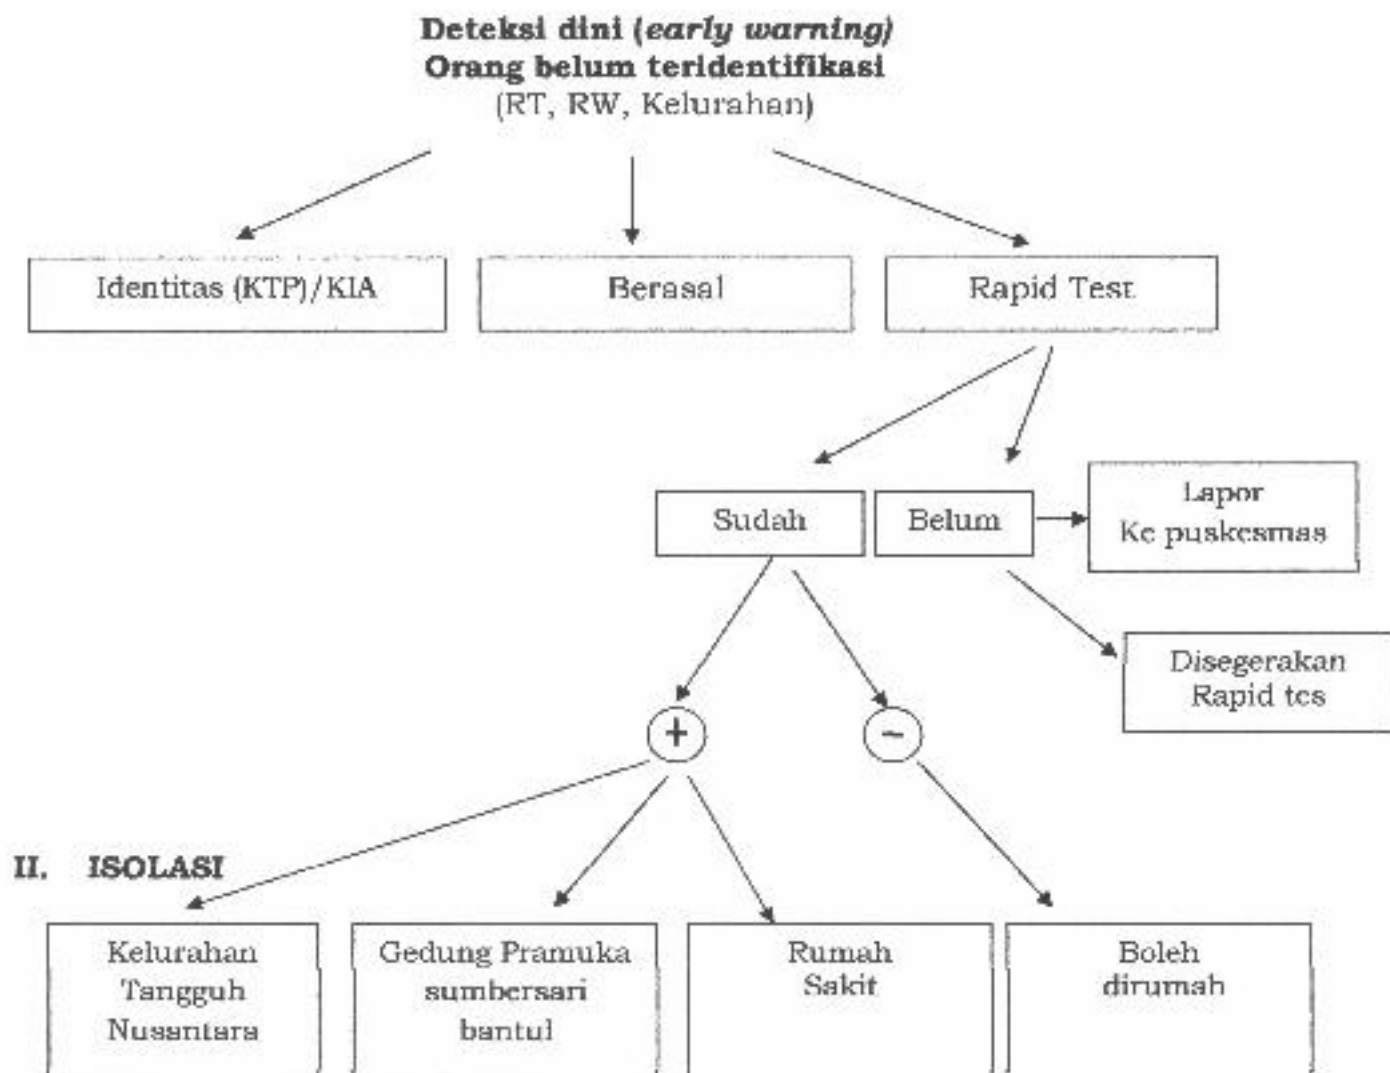 Deteksi dini (early warning)
Orang belum teridentifikasi
(RT, RW, Kelurahan)
Identitas (KTP)/KIA
Berasal
Rapid Test
Sudah
Belum
Lapor
Ke puskesmas
Disegerakan
Rapid tes
+
-
II. ISOLASI
Kelurahan
Tangguh
Nusantara
Gedung Pramuka
sumbersari
bantul
Rumah
Sakit
Boleh
dirumah